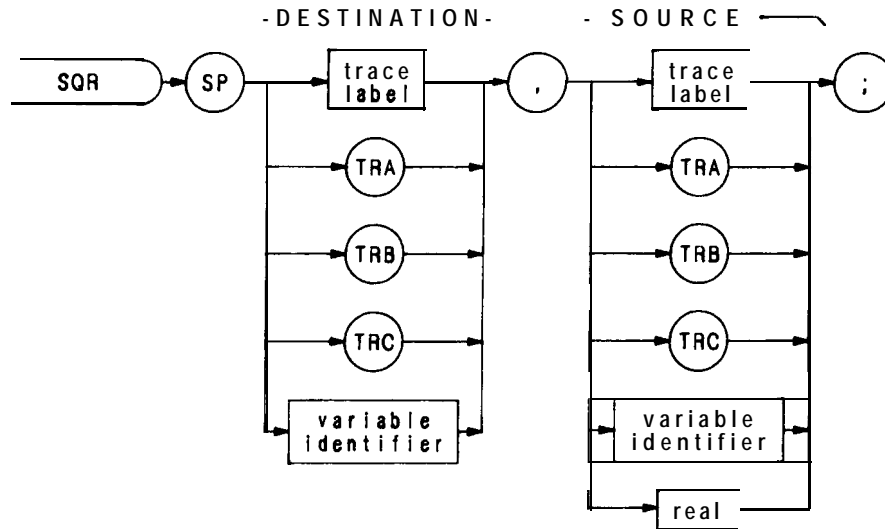 -DESTINATION-
- SOURCE
SQR
SP
trace
label
,
trace
label
;
TRA
TRA
TRB
TRB
TRC
TRC
variable
identifier
variable
identifier
real